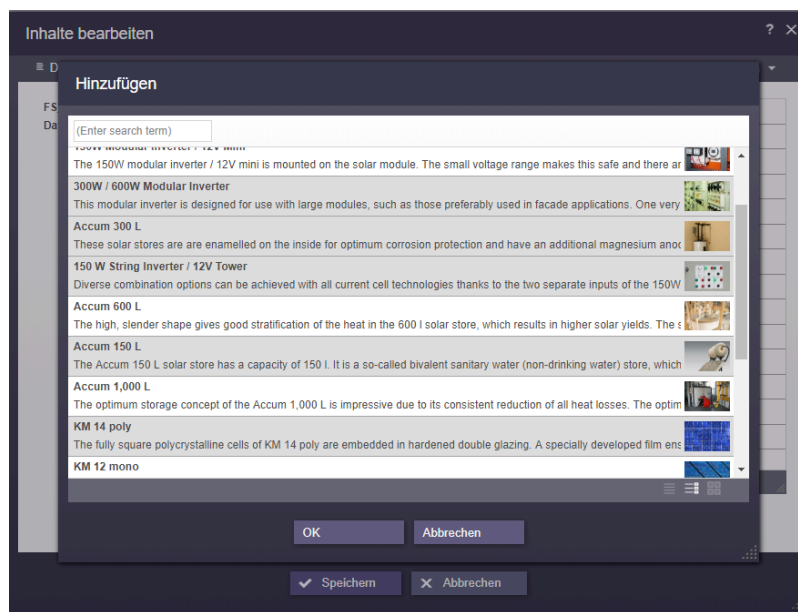 Inhalte bearbeiten
?
D
Hinzufügen
FS
Da
(Enter search term)
150W Modular Inverter / 12V Mini
The 150W modular inverter / 12V mini is mounted on the solar module. The small voltage range makes this safe and there ar
300W / 600W Modular Inverter
This modular inverter is designed for use with large modules, such as those preferably used in facade applications. One very
Accum 300 L
These solar stores are are enamelled on the inside for optimum corrosion protection and have an additional magnesium anod
150 W String Inverter / 12V Tower
Diverse combination options can be achieved with all current cell technologies thanks to the two separate inputs of the 150W
Accum 600 L
The high, slender shape gives good stratification of the heat in the 600 l solar store, which results in higher solar yields. The s
Accum 150 L
The Accum 150 L solar store has a capacity of 150 l. It is a so-called bivalent sanitary water (non-drinking water) store, which
Accum 1,000 L
The optimum storage concept of the Accum 1,000 L is impressive due to its consistent reduction of all heat losses. The optim
KM 14 poly
The fully square polycrystalline cells of KM 14 poly are embedded in hardened double glazing. A specially developed film ens
KM 12 mono
OK Abbrechen
Speichern Abbrechen